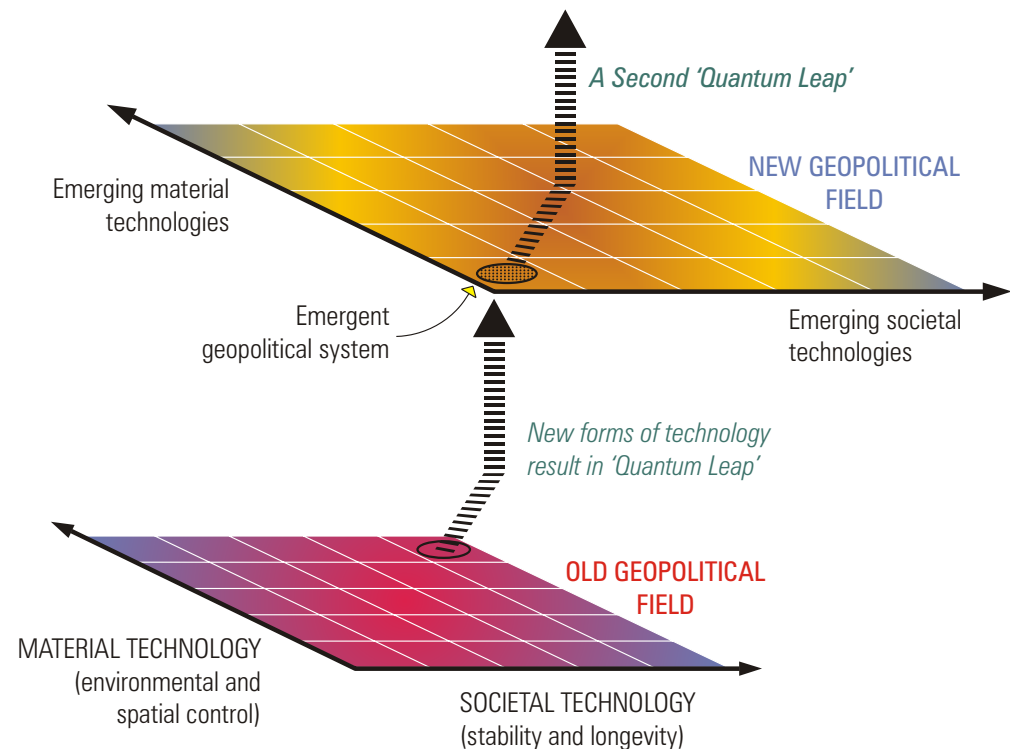 A Second ‘Quantum Leap’
NEW GEOPOLITICAL
FIELD
Emerging material
technologies
Emergent
geopolitical system
Emerging societal
technologies
New forms of technology
result in ‘Quantum Leap’
OLD GEOPOLITICAL
FIELD
MATERIAL TECHNOLOGY
(environmental and
spatial control)
SOCIETAL TECHNOLOGY
(stability and longevity)